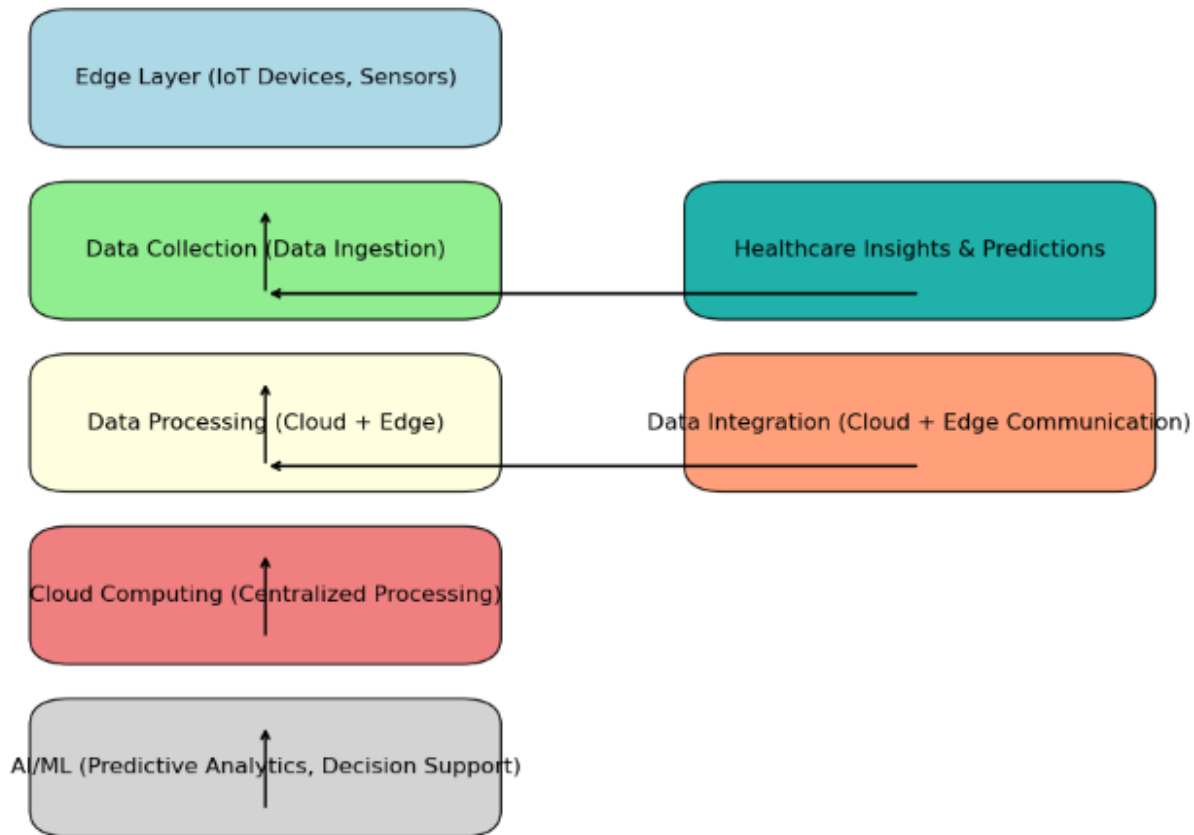 Edge Layer (IoT Devices, Sensors)
Data Collection (Data Ingestion)
Healthcare Insights & Predictions
Data Processing (Cloud + Edge)
Data Integration (Cloud + Edge Communication)
Cloud Computing (Centralized Processing)
AI/ML (Predictive Analytics, Decision Support)